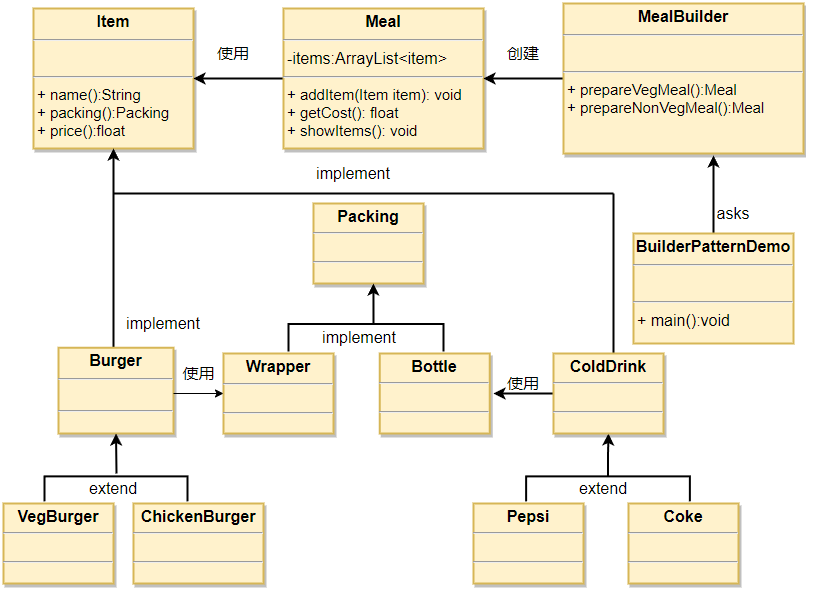 Item
+ name():String
+ packing():Packing
+ price():float
使用
Meal
-items:ArrayList<item>
+ addItem(Item item): void
+ getCost(): float
+ showItems(): void
创建
MealBuilder
+ prepareVegMeal():Meal
+ prepareNonVegMeal():Meal
implement
asks
Packing
BuilderPatternDemo
+ main():void
implement
implement
Burger
使用
Wrapper
Bottle
使用
ColdDrink
extend
extend
VegBurger
ChickenBurger
Pepsi
Coke